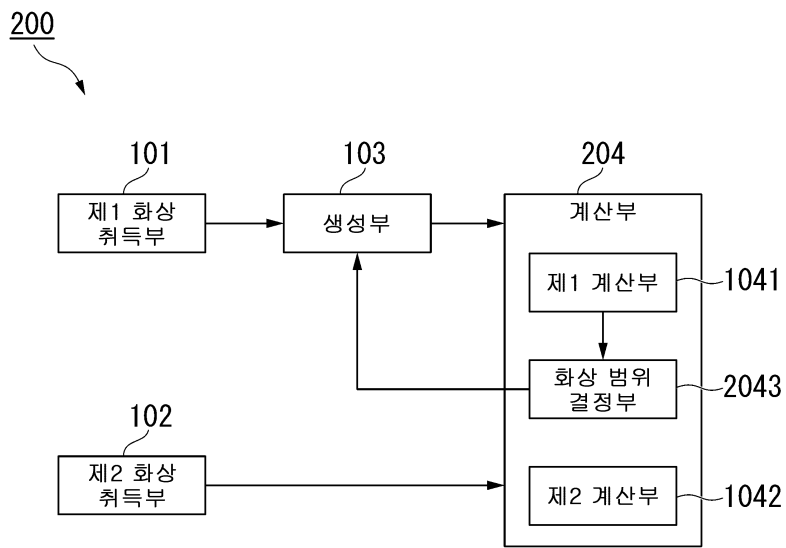 200
101
103
204
제1 화상
취득부
생성부
계산부
제1 계산부
1041
화상 범위
결정부
2043
102
제2 화상
취득부
제2 계산부
1042